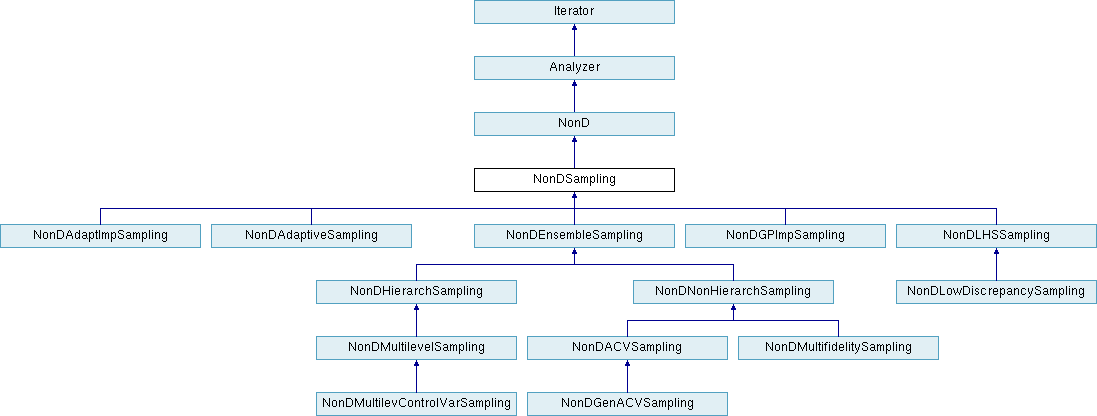 Iterator
Analyzer
NonD
NonDSampling
NonDAdaptImpSampling
NonDAdaptiveSampling
NonDEnsembleSampling
NonDGPImpSampling
NonDLHSSampling
NonDHierarchSampling
NonDNonHierarchSampling
NonDLowDiscrepancySampling
NonDMultilevelSampling
NonDACVSampling
NonDMultifidelitySampling
NonDMultilevControlVarSampling
NonDGenACVSampling